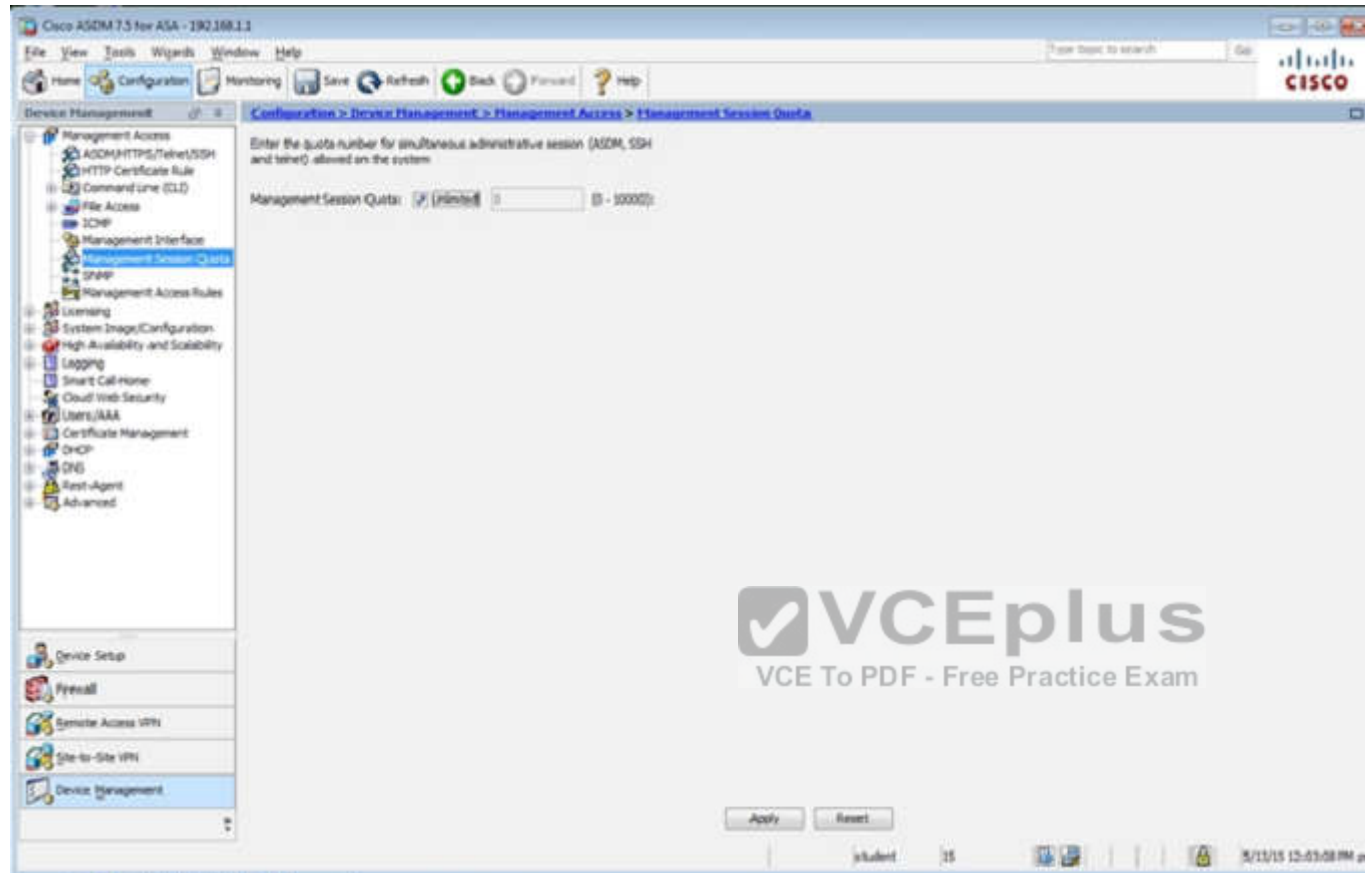 Cisco ASDM 7.5 for ASA - 192.168.1.1
File View Tools Wizards Window Help
Type topic to search Go
Home Configuration Monitoring Save Refresh Back Forward Help
CISCO
Device Management
Configuration > Device Management > Management Access > Management Session Quota
Management Access
ASDM/HTTPS/Telnet/SSH
HTTP Certificate Rule
Command Line (CLI)
File Access
ICMP
Management Interface
Management Session Quota
SNMP
Management Access Rules
Licensing
System Image/Configuration
High Availability and Scalability
Logging
Smart Call-Home
Cloud Web Security
Users/AAA
Certificate Management
DHCP
DNS
Rest-Agent
Advanced
Enter the quota number for simultaneous administrative session (ASDM, SSH
and telnet) allowed on the system
Management Session Quota: Unlimited 0 (0 - 10000):
VCEplus
VCE To PDF - Free Practice Exam
Device Setup
Firewall
Remote Access VPN
Site-to-Site VPN
Device Management
Apply Reset
student 15